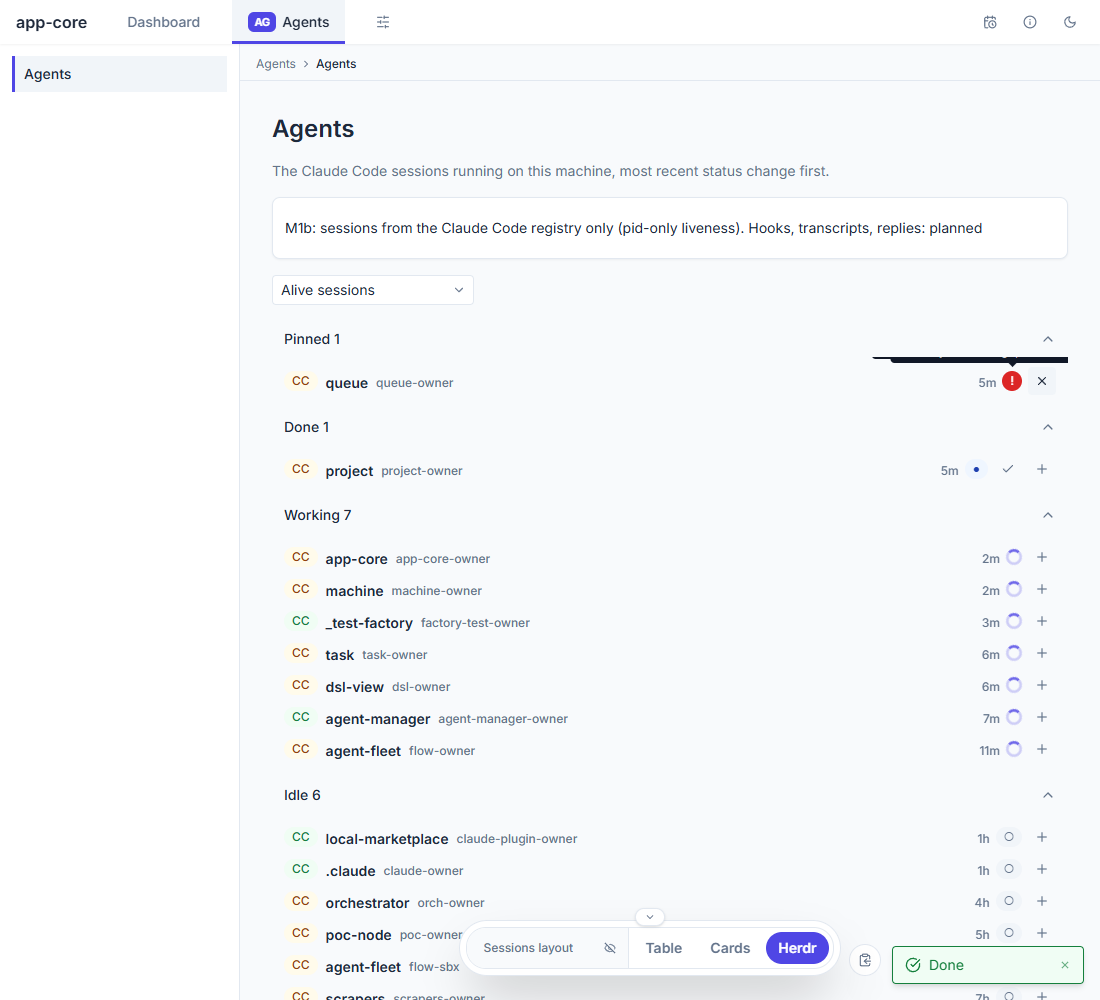 app-core Dashboard AG Agents
Agents
Agents > Agents
Agents
The Claude Code sessions running on this machine, most recent status change first.
M1b: sessions from the Claude Code registry only (pid-only liveness). Hooks, transcripts, replies: planned
Alive sessions
Pinned 1
CC queue queue-owner 5m !
Done 1
CC project project-owner 5m
Working 7
CC app-core app-core-owner 2m
CC machine machine-owner 2m
CC _test-factory factory-test-owner 3m
CC task task-owner 6m
CC dsl-view dsl-owner 6m
CC agent-manager agent-manager-owner 7m
CC agent-fleet flow-owner 11m
Idle 6
CC local-marketplace claude-plugin-owner 1h
CC .claude claude-owner 1h
CC orchestrator orch-owner 4h
CC poc-node poc-owner 5h
CC agent-fleet flow-sbx
CC scrapers scrapers-owner 7h
Sessions layout Table Cards Herdr
Done